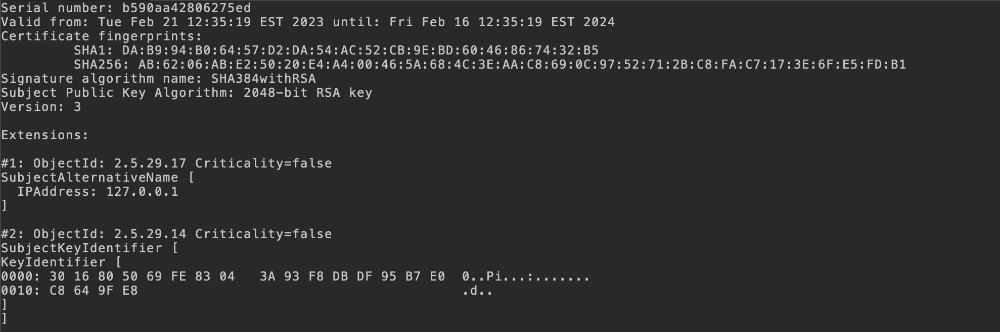 Serial number: b590aa42806275ed
Valid from: Tue Feb 21 12:35:19 EST 2023 until: Fri Feb 16 12:35:19 EST 2024
Certificate fingerprints:
         SHA1: DA:B9:94:B0:64:57:D2:DA:54:AC:52:CB:9E:BD:60:46:86:74:32:B5
         SHA256: AB:62:06:AB:E2:50:20:E4:A4:00:46:5A:68:4C:3E:AA:C8:69:0C:97:52:71:2B:C8:FA:C7:17:3E:6F:E5:FD:B1
Signature algorithm name: SHA384withRSA
Subject Public Key Algorithm: 2048-bit RSA key
Version: 3

Extensions:

#1: ObjectId: 2.5.29.17 Criticality=false
SubjectAlternativeName [
  IPAddress: 127.0.0.1
]

#2: ObjectId: 2.5.29.14 Criticality=false
SubjectKeyIdentifier [
KeyIdentifier [
0000: 30 16 80 50 69 FE 83 04   3A 93 F8 DB DF 95 B7 E0  0..Pi...:.......
0010: C8 64 9F E8                                        .d..
]
]